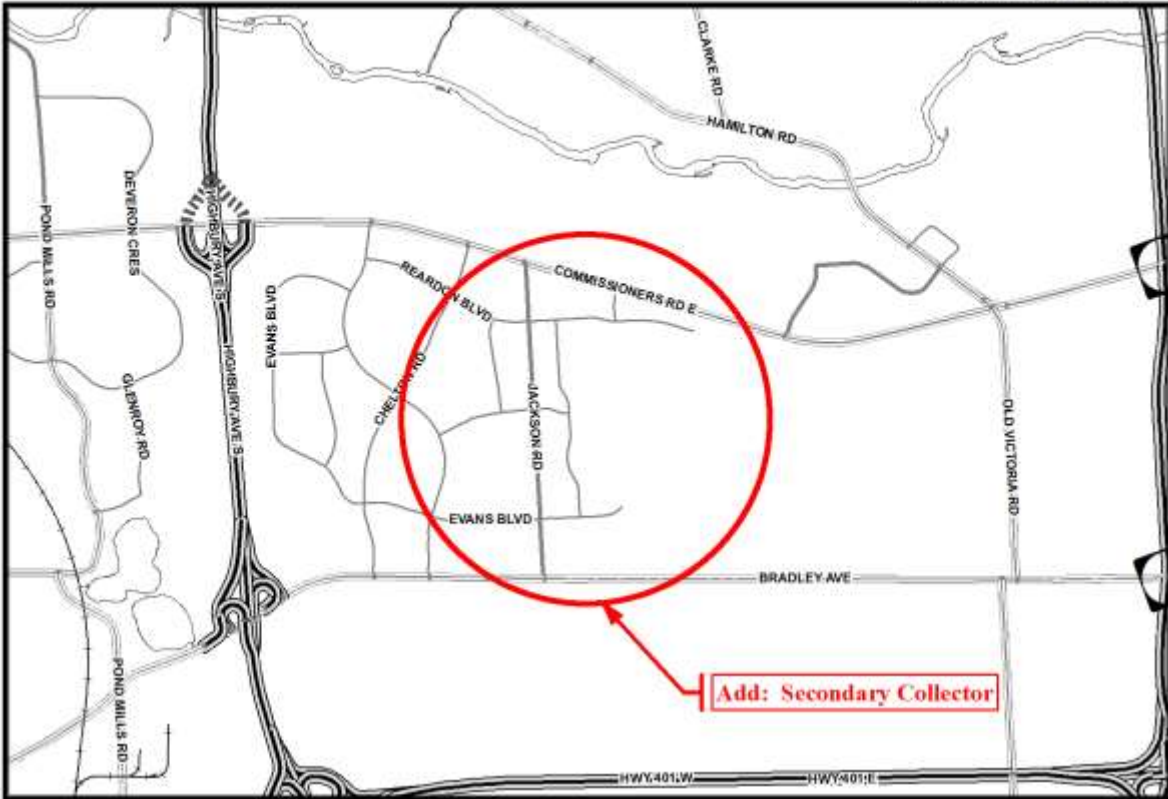 CLARKE RD
HAMILTON RD
DEVERON CRES
POND MILLS RD
HIGHBURY AVE S
COMMISSIONERS RD E
REARDON BLVD
EVANS BLVD
HIGHBURY AVE S
CHELTON RD
GLENROY RD
JACKSON RD
OLD VICTORIA RD
EVANS BLVD
BRADLEY AVE
POND MILLS RD
Add: Secondary Collector
HWY 401 W
HWY 401 E